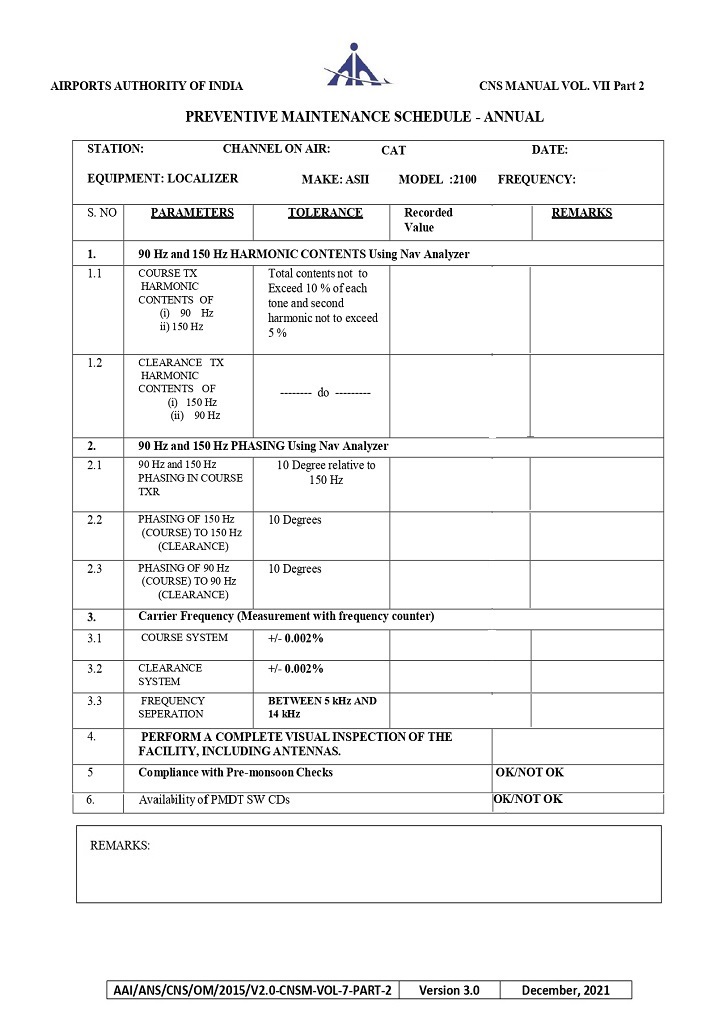 AIRPORTS AUTHORITY OF INDIA CNS MANUAL VOL. VII Part 2
PREVENTIVE MAINTENANCE SCHEDULE - ANNUAL
STATION: CHANNEL ON AIR: CAT DATE:
EQUIPMENT: LOCALIZER MAKE: ASII MODEL :2100 FREQUENCY:
S. NO PARAMETERS TOLERANCE Recorded Value REMARKS
1. 90 Hz and 150 Hz HARMONIC CONTENTS Using Nav Analyzer
1.1
COURSE TX
HARMONIC
CONTENTS OF
(i) 90 Hz
ii) 150 Hz
Total contents not to
Exceed 10 % of each
tone and second
harmonic not to exceed
5 %
1.2
CLEARANCE TX
HARMONIC
CONTENTS OF
(i) 150 Hz
(ii) 90 Hz
-------- do ---------
2. 90 Hz and 150 Hz PHASING Using Nav Analyzer
2.1
90 Hz and 150 Hz
PHASING IN COURSE
TXR
10 Degree relative to
150 Hz
2.2
PHASING OF 150 Hz
(COURSE) TO 150 Hz
(CLEARANCE)
10 Degrees
2.3
PHASING OF 90 Hz
(COURSE) TO 90 Hz
(CLEARANCE)
10 Degrees
3. Carrier Frequency (Measurement with frequency counter)
3.1 COURSE SYSTEM +/- 0.002%
3.2
CLEARANCE
SYSTEM
+/- 0.002%
3.3
FREQUENCY
SEPERATION
BETWEEN 5 kHz AND
14 kHz
4. PERFORM A COMPLETE VISUAL INSPECTION OF THE
FACILITY, INCLUDING ANTENNAS.
5 Compliance with Pre-monsoon Checks OK/NOT OK
6. Availability of PMDT SW CDs OK/NOT OK
REMARKS:
AAI/ANS/CNS/OM/2015/V2.0-CNSM-VOL-7-PART-2 Version 3.0 December, 2021